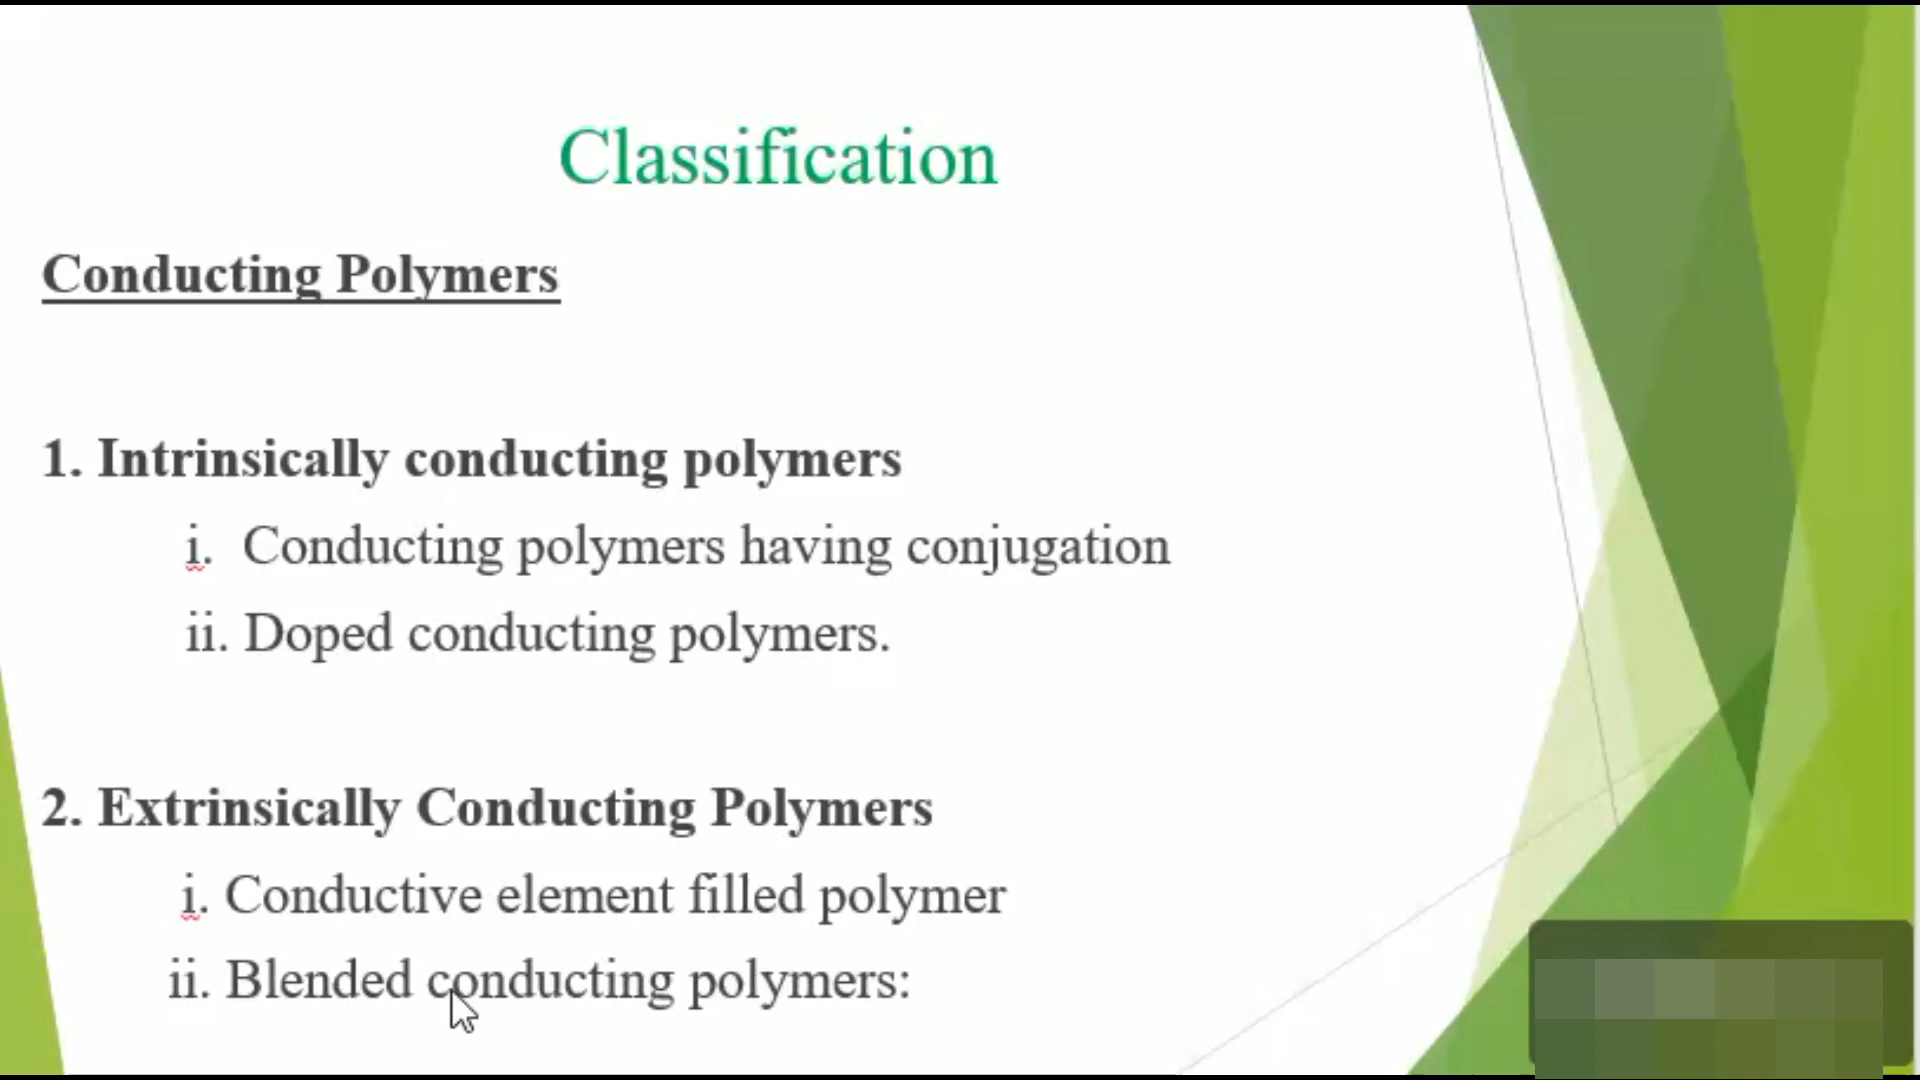 Classification
Conducting Polymers
1. Intrinsically conducting polymers
i. Conducting polymers having conjugation
ii. Doped conducting polymers.
2. Extrinsically Conducting Polymers
i. Conductive element filled polymer
ii. Blended conducting polymers: